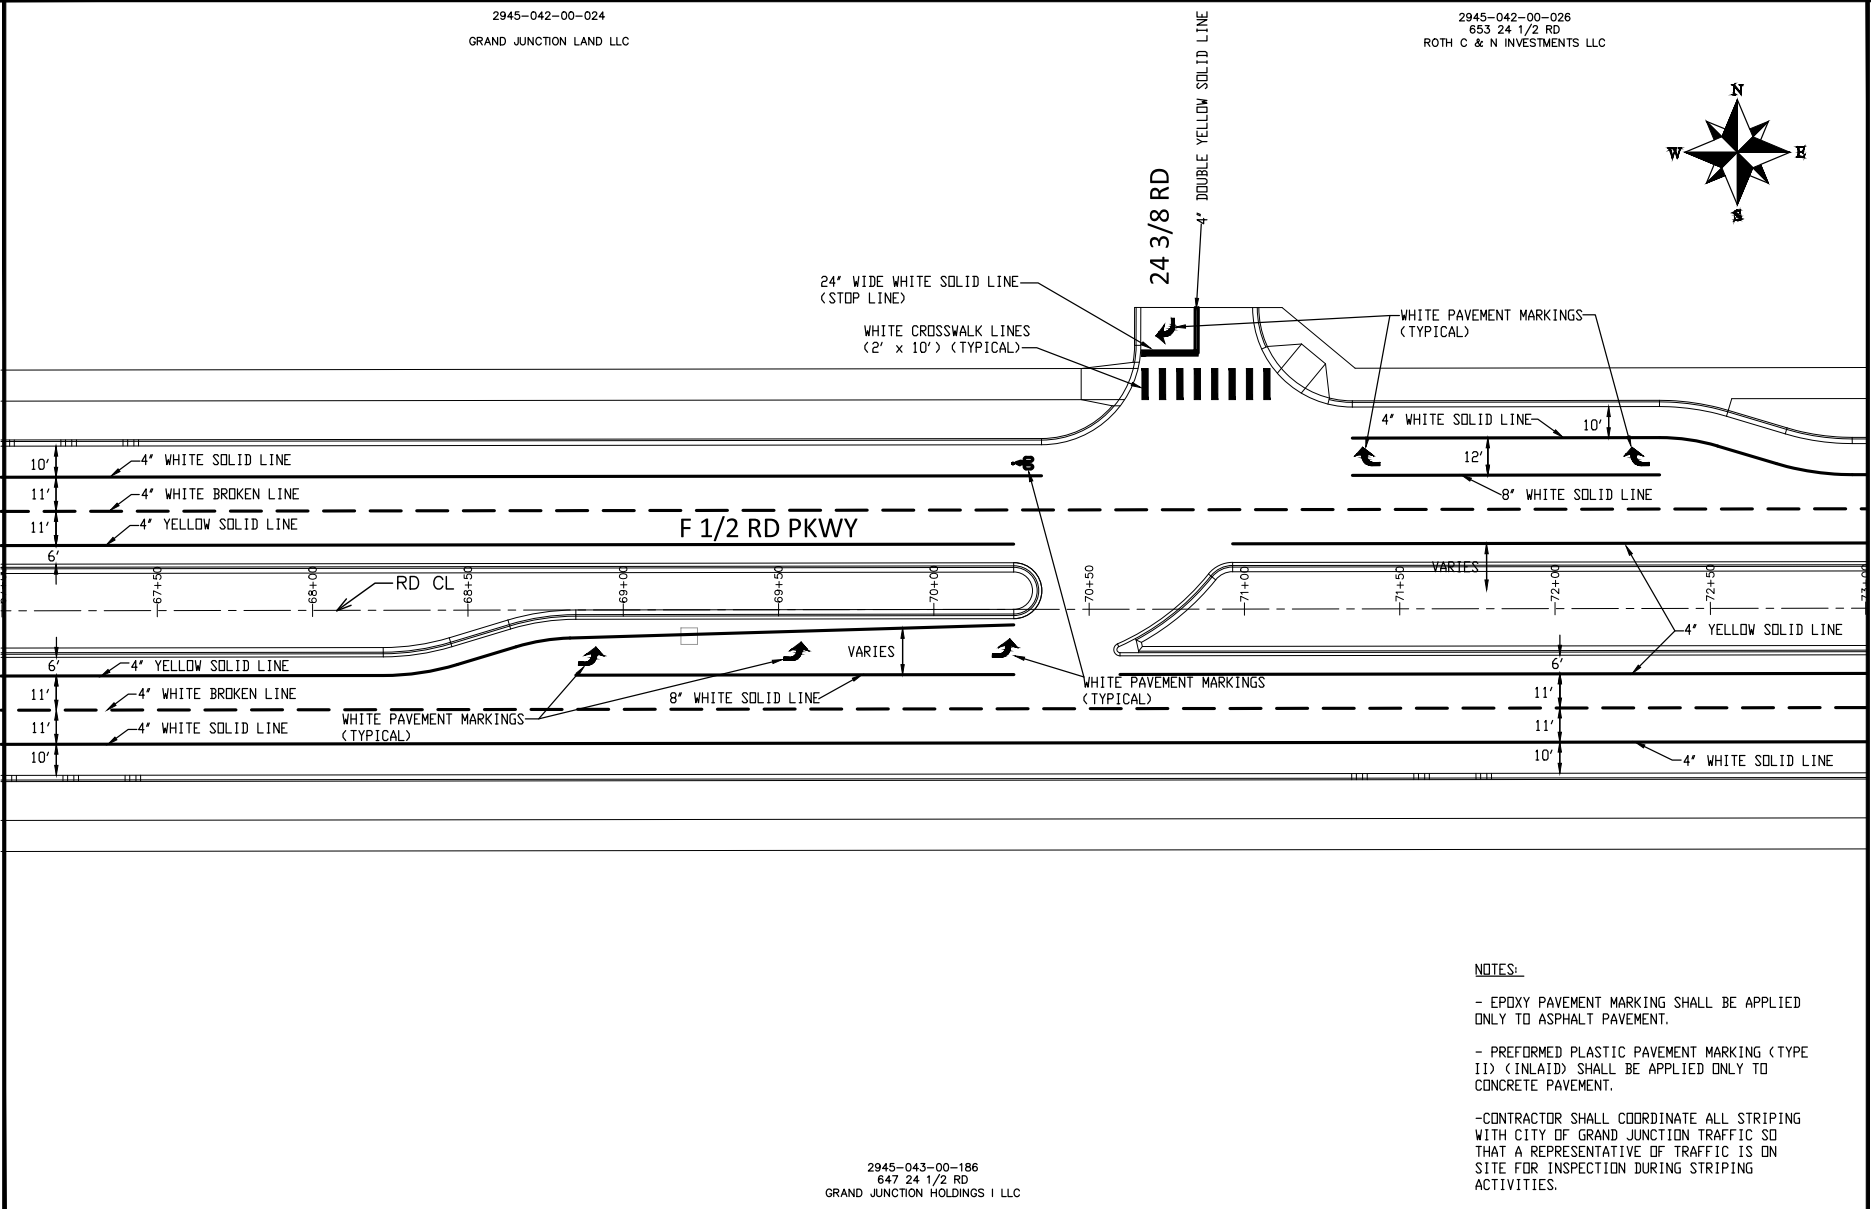 2945-042-00-024
GRAND JUNCTION LAND LLC
2945-042-00-026
653 24 1/2 RD
ROTH C & N INVESTMENTS LLC
N
W
E
S
4" DOUBLE YELLOW SOLID LINE
24 3/8 RD
24" WIDE WHITE SOLID LINE
(STOP LINE)
WHITE CROSSWALK LINES
(2' x 10') (TYPICAL)
WHITE PAVEMENT MARKINGS
(TYPICAL)
4" WHITE SOLID LINE
10'
12'
8" WHITE SOLID LINE
10'
4" WHITE SOLID LINE
11'
4" WHITE BROKEN LINE
11'
4" YELLOW SOLID LINE
6'
F 1/2 RD PKWY
VARIES
RD CL
67+50
68+00
68+50
69+00
69+50
70+00
70+50
71+00
71+50
72+00
72+50
4" YELLOW SOLID LINE
VARIES
6'
4" YELLOW SOLID LINE
6'
11'
4" WHITE BROKEN LINE
8" WHITE SOLID LINE
WHITE PAVEMENT MARKINGS
(TYPICAL)
11'
WHITE PAVEMENT MARKINGS
(TYPICAL)
11'
4" WHITE SOLID LINE
11'
10'
10'
4" WHITE SOLID LINE
NOTES:
- EPOXY PAVEMENT MARKING SHALL BE APPLIED
ONLY TO ASPHALT PAVEMENT.
- PREFORMED PLASTIC PAVEMENT MARKING (TYPE
II) (INLAID) SHALL BE APPLIED ONLY TO
CONCRETE PAVEMENT.
-CONTRACTOR SHALL COORDINATE ALL STRIPING
WITH CITY OF GRAND JUNCTION TRAFFIC SO
THAT A REPRESENTATIVE OF TRAFFIC IS ON
SITE FOR INSPECTION DURING STRIPING
ACTIVITIES.
2945-043-00-186
647 24 1/2 RD
GRAND JUNCTION HOLDINGS I LLC